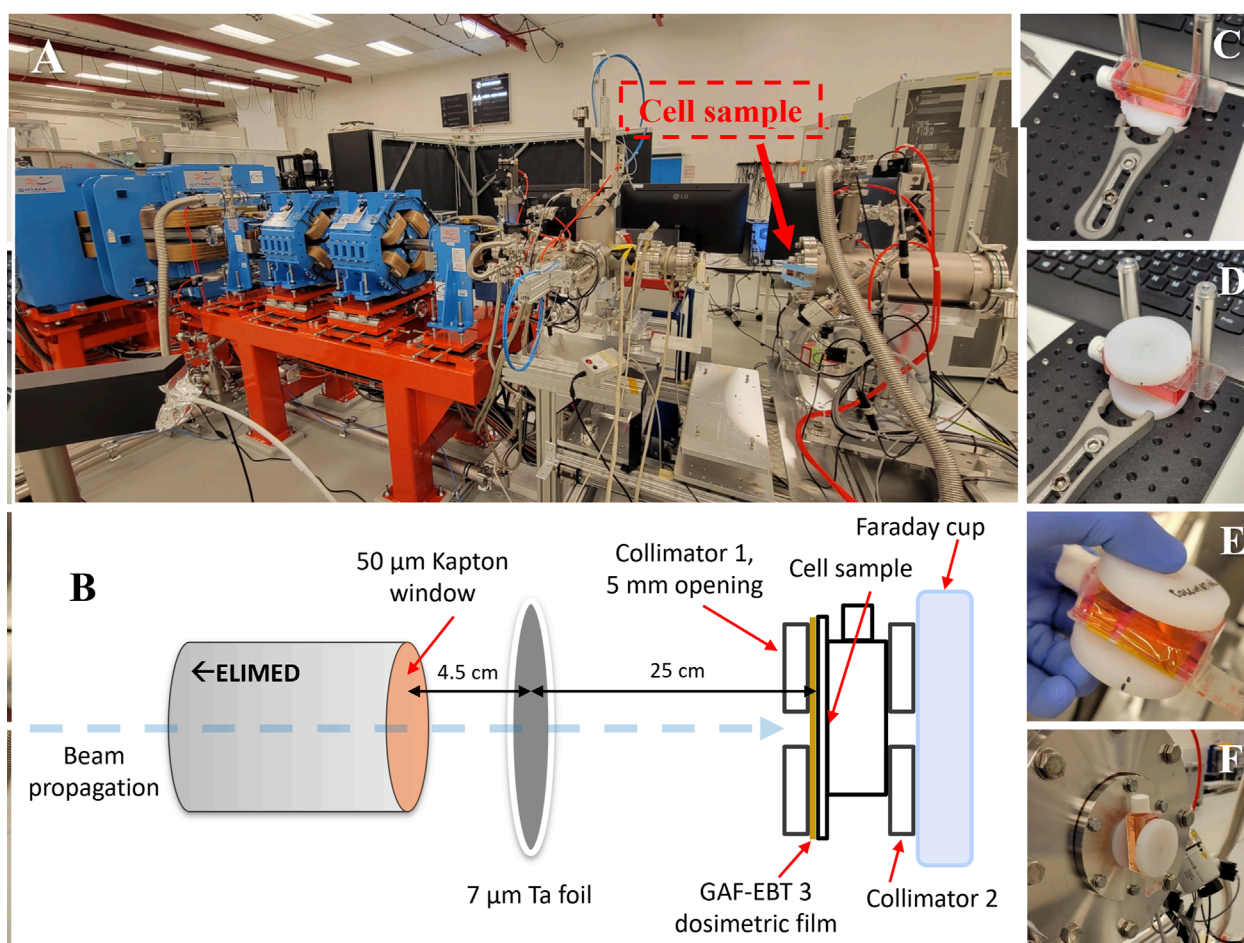 A
Cell sample
C
D
LG
B
50 µm Kapton
window
Collimator 1,
5 mm opening
Faraday cup
Cell sample
E
←ELIMED
4.5 cm
25 cm
Beam
propagation
F
7 µm Ta foil
GAF-EBT 3
dosimetric film
Collimator 2